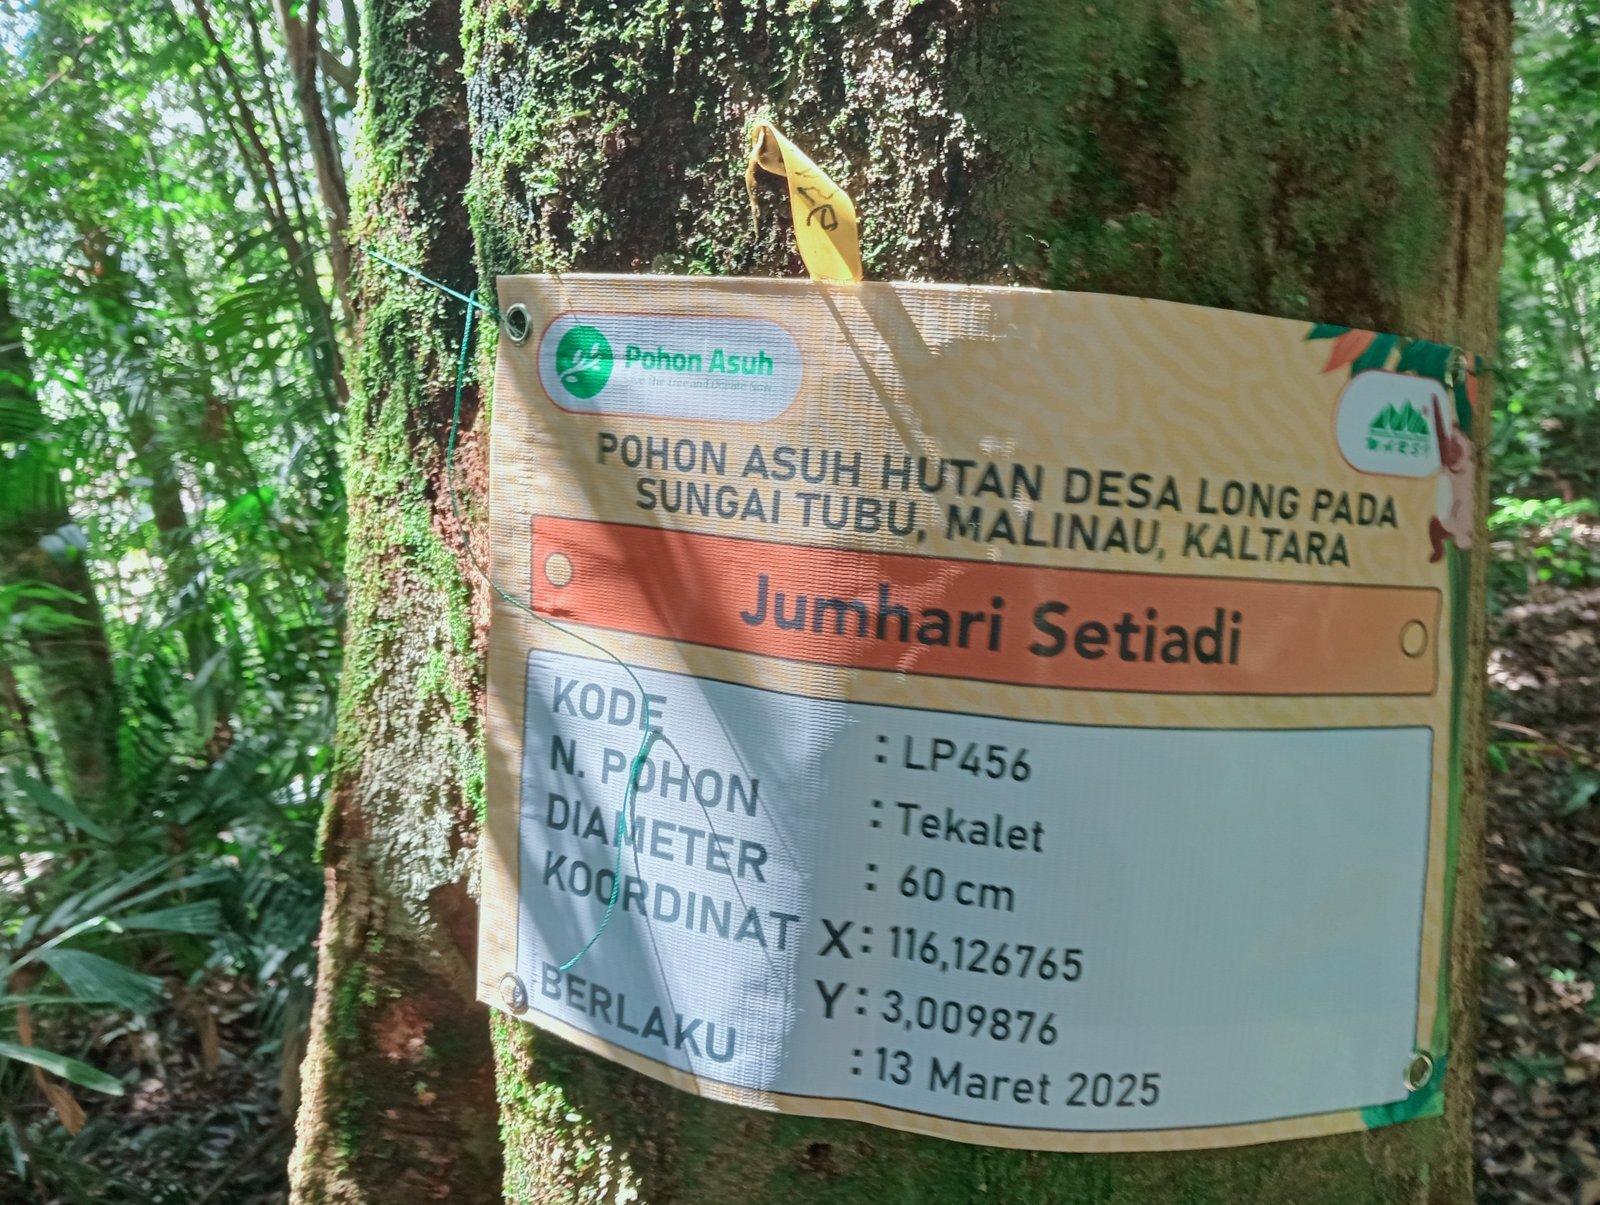 Pohon Asuh
WARSI
POHON ASUH HUTAN DESA LONG PADA
SUNGAI TUBU, MALINAU, KALTARA
Jumhari Setiadi
KODE : LP456
N. POHON : Tekalet
DIAMETER : 60 cm
KOORDINAT X : 116,126765
Y : 3,009876
BERLAKU : 13 Maret 2025